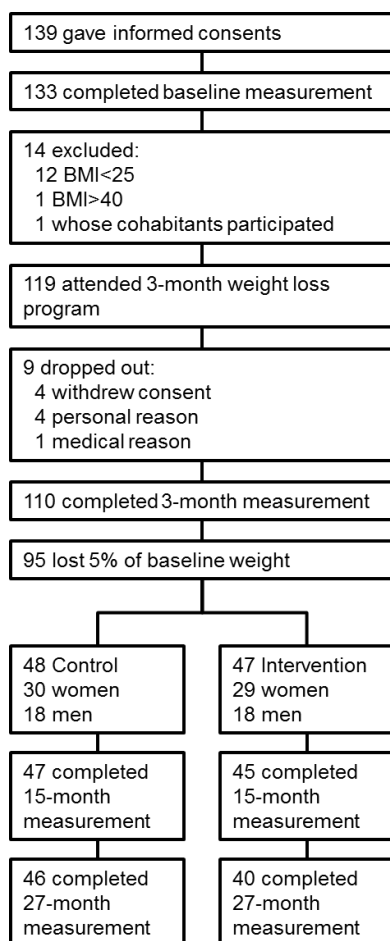 139 gave informed consents
133 completed baseline measurement
14 excluded:
12 BMI<25
1 BMI>40
1 whose cohabitants participated
119 attended 3-month weight loss
program
9 dropped out:
4 withdrew consent
4 personal reason
1 medical reason
110 completed 3-month measurement
95 lost 5% of baseline weight
48 Control
30 women
18 men
47 Intervention
29 women
18 men
47 completed
15-month
measurement
45 completed
15-month
measurement
46 completed
27-month
measurement
40 completed
27-month
measurement